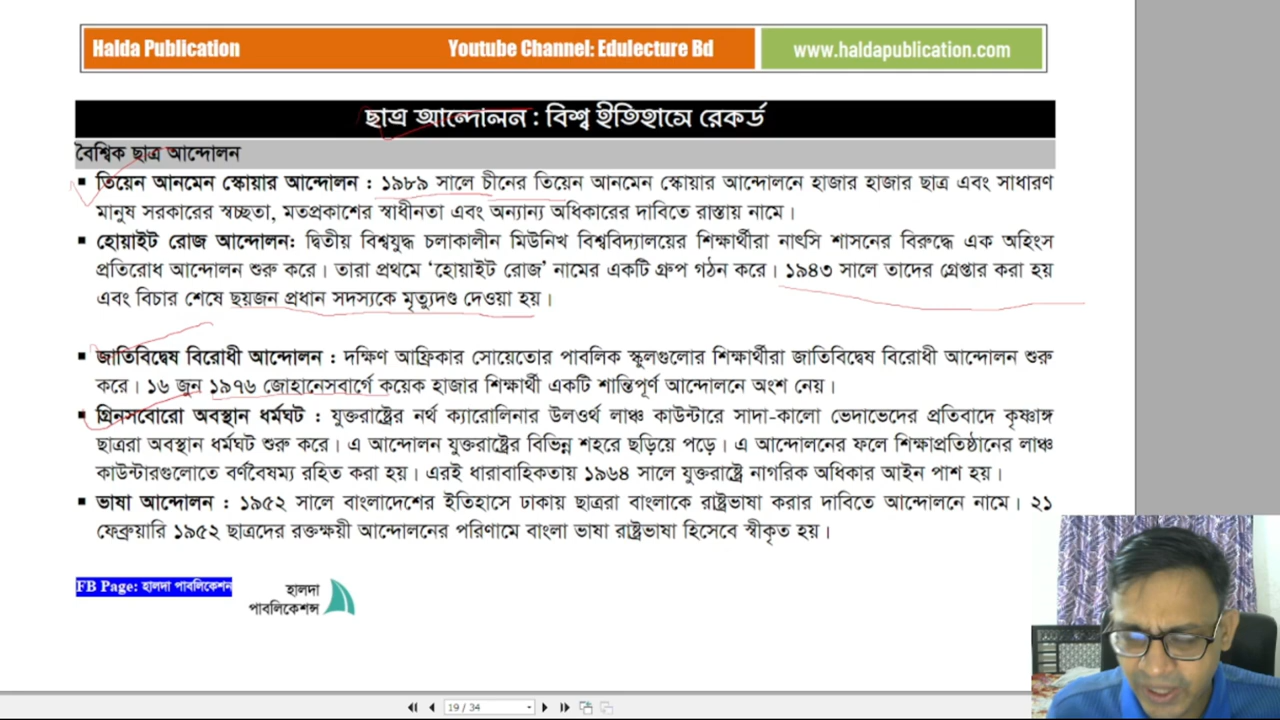 Halda Publication Youtube Channel: Edulecture Bd www.haldapublication.com
ছাত্র আন্দোলন : বিশ্ব ইতিহাসে রেকর্ড
বৈশ্বিক ছাত্র আন্দোলন
▪ তিয়েন আনমেন স্কোয়ার আন্দোলন : ১৯৮৯ সালে চীনের তিয়েন আনমেন স্কোয়ার আন্দোলনে হাজার হাজার ছাত্র এবং সাধারণ
মানুষ সরকারের স্বচ্ছতা, মতপ্রকাশের স্বাধীনতা এবং অন্যান্য অধিকারের দাবিতে রাস্তায় নামে।
▪ হোয়াইট রোজ আন্দোলন: দ্বিতীয় বিশ্বযুদ্ধ চলাকালীন মিউনিখ বিশ্ববিদ্যালয়ের শিক্ষার্থীরা নাৎসি শাসনের বিরুদ্ধে এক অহিংস
প্রতিরোধ আন্দোলন শুরু করে। তারা প্রথমে ‘হোয়াইট রোজ’ নামের একটি গ্রুপ গঠন করে। ১৯৪৩ সালে তাদের গ্রেপ্তার করা হয়
এবং বিচার শেষে ছয়জন প্রধান সদস্যকে মৃত্যুদণ্ড দেওয়া হয়।
▪ জাতিবিদ্বেষ বিরোধী আন্দোলন : দক্ষিণ আফ্রিকার সোয়েতোর পাবলিক স্কুলগুলোর শিক্ষার্থীরা জাতিবিদ্বেষ বিরোধী আন্দোলন শুরু
করে। ১৬ জুন ১৯৭৬ জোহানেসবার্গে কয়েক হাজার শিক্ষার্থী একটি শান্তিপূর্ণ আন্দোলনে অংশ নেয়।
▪ গ্রিনসবোরো অবস্থান ধর্মঘট : যুক্তরাষ্ট্রের নর্থ ক্যারোলিনার উলওর্থ লাঞ্চ কাউন্টারে সাদা-কালো ভেদাভেদের প্রতিবাদে কৃষ্ণাঙ্গ
ছাত্ররা অবস্থান ধর্মঘট শুরু করে। এ আন্দোলন যুক্তরাষ্ট্রের বিভিন্ন শহরে ছড়িয়ে পড়ে। এ আন্দোলনের ফলে শিক্ষাপ্রতিষ্ঠানের লাঞ্চ
কাউন্টারগুলোতে বর্ণবৈষম্য রহিত করা হয়। এরই ধারাবাহিকতায় ১৯৬৪ সালে যুক্তরাষ্ট্রে নাগরিক অধিকার আইন পাশ হয়।
▪ ভাষা আন্দোলন : ১৯৫২ সালে বাংলাদেশের ইতিহাসে ঢাকায় ছাত্ররা বাংলাকে রাষ্ট্রভাষা করার দাবিতে আন্দোলনে নামে। ২১
ফেব্রুয়ারি ১৯৫২ ছাত্রদের রক্তক্ষয়ী আন্দোলনের পরিণামে বাংলা ভাষা রাষ্ট্রভাষা হিসেবে স্বীকৃত হয়।
FB Page: হালদা পাবলিকেশন
হালদা
পাবলিকেশন্স
19 / 34